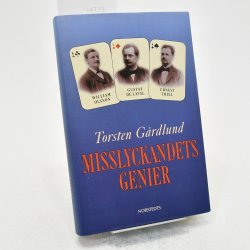 WILLIAM
OLSSON
GUSTAF
DE LAVAL
ERNEST
THIEL
Torsten Gårdlund
MISSLYCKANDETS
GENIER
NORSTEDTS